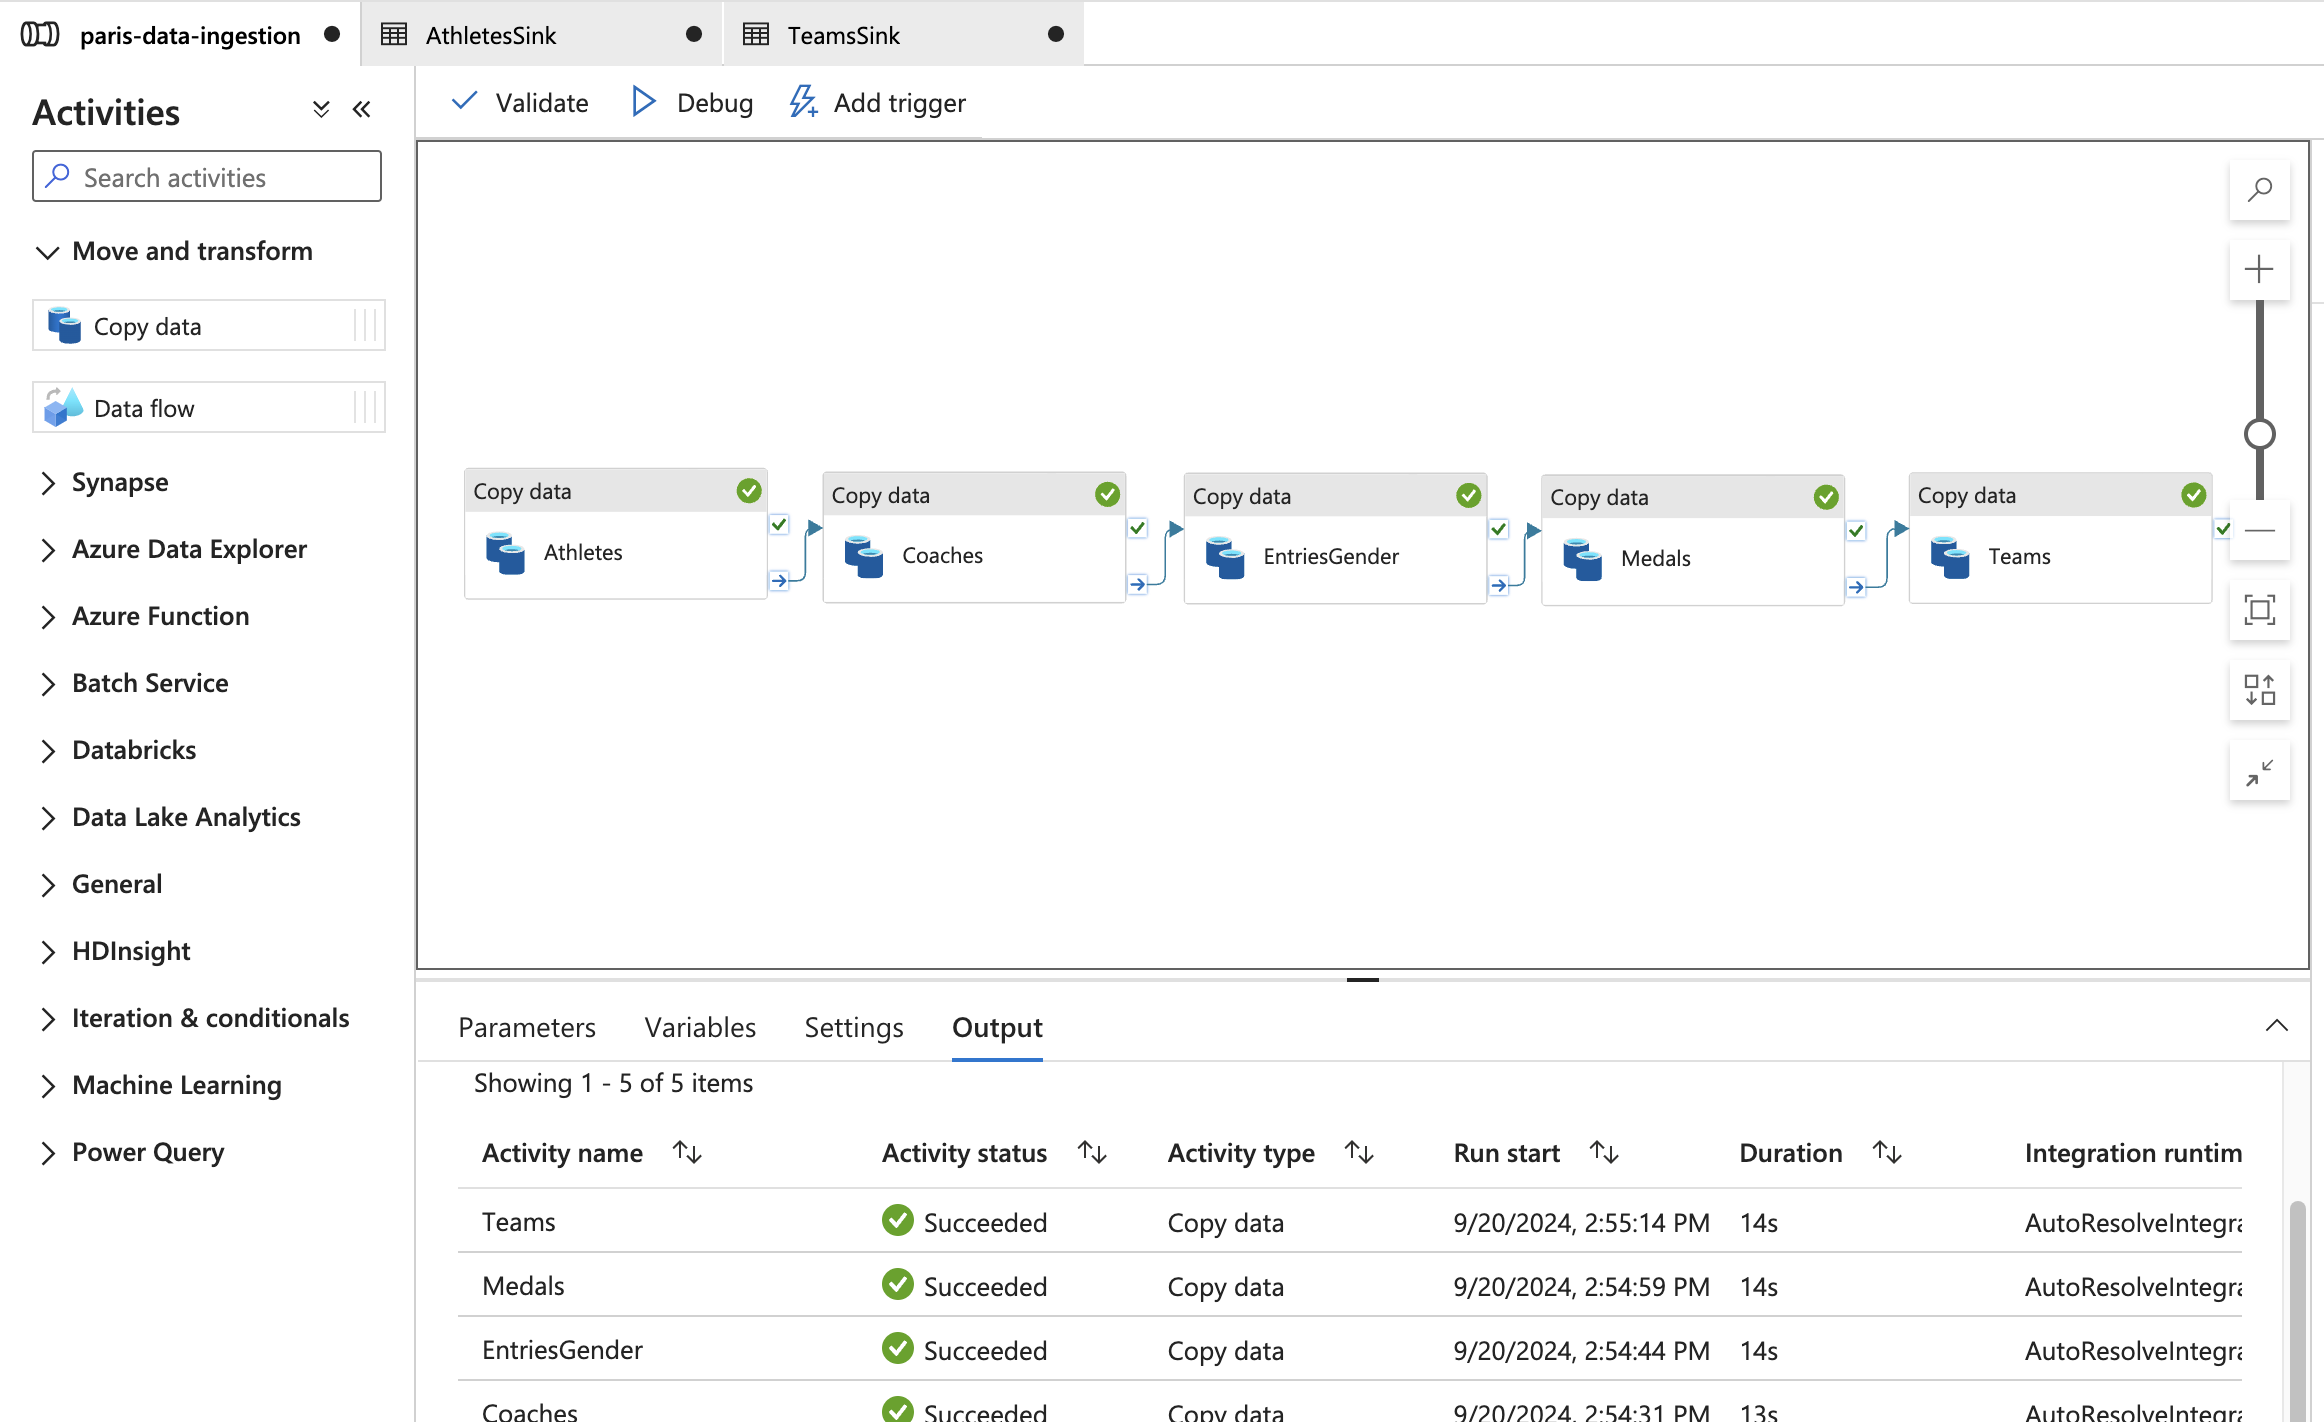 paris-data-ingestion
AthletesSink
TeamsSink
Activities
Validate
Debug
Add trigger
Search activities
Move and transform
Copy data
Data flow
Synapse
Azure Data Explorer
Azure Function
Batch Service
Databricks
Data Lake Analytics
General
HDInsight
Iteration & conditionals
Machine Learning
Power Query
Copy data
Athletes
Copy data
Coaches
Copy data
EntriesGender
Copy data
Medals
Copy data
Teams
Parameters Variables Settings Output
Showing 1 - 5 of 5 items
Activity name Activity status Activity type Run start Duration Integration runtim
Teams Succeeded Copy data 9/20/2024, 2:55:14 PM 14s AutoResolveIntegra
Medals Succeeded Copy data 9/20/2024, 2:54:59 PM 14s AutoResolveIntegra
EntriesGender Succeeded Copy data 9/20/2024, 2:54:44 PM 14s AutoResolveIntegra
Coaches Succeeded Copy data 9/20/2024, 2:54:31 PM 13s AutoResolveIntegra